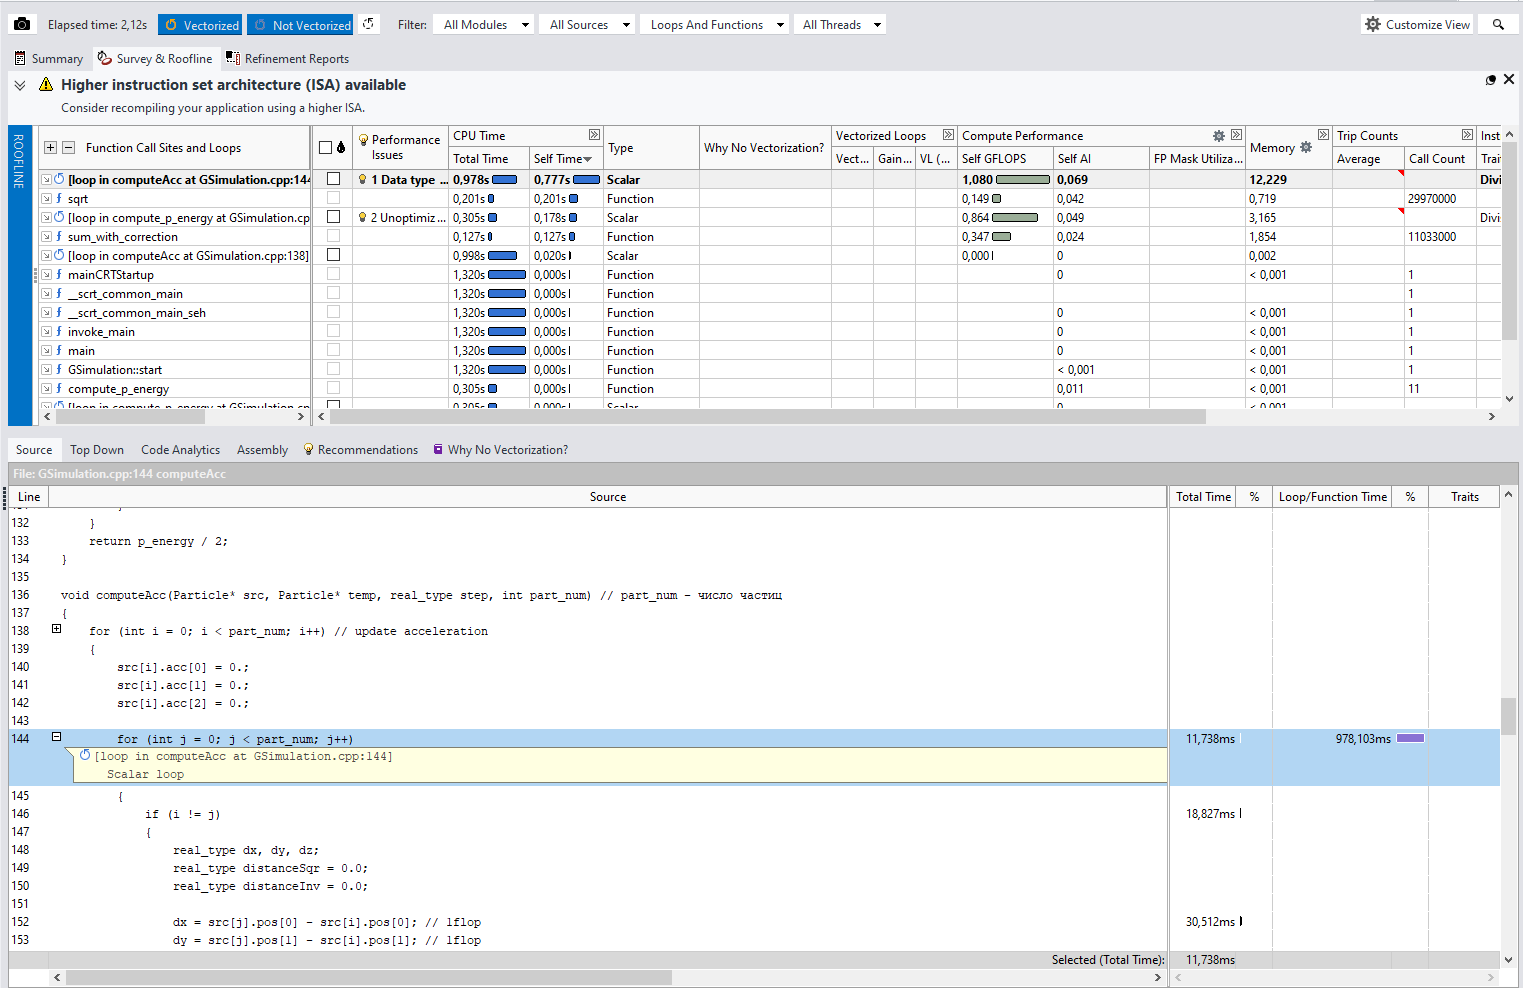 Elapsed time: 2,12s Vectorized Not Vectorized Filter: All Modules All Sources Loops And Functions All Threads Customize View
Summary Survey & Roofline Refinement Reports
Higher instruction set architecture (ISA) available
Consider recompiling your application using a higher ISA.
ROOFLINE
Function Call Sites and Loops Performance Issues CPU Time Type Why No Vectorization? Vectorized Loops Compute Performance Memory Trip Counts Inst
Total Time Self Time Vect... Gain... VL (... Self GFLOPS Self AI FP Mask Utiliza... Average Call Count Trai
[loop in computeAcc at GSimulation.cpp:144 1 Data type ... 0,978s 0,777s Scalar 1,080 0,069 12,229 Divi
f sqrt 0,201s 0,201s Function 0,149 0,042 0,719 29970000
[loop in compute_p_energy at GSimulation.cp 2 Unoptimiz... 0,305s 0,178s Scalar 0,864 0,049 3,165 Divi
f sum_with_correction 0,127s 0,127s Function 0,347 0,024 1,854 11033000
[loop in computeAcc at GSimulation.cpp:138] 0,998s 0,020s Scalar 0,000 0 0,002
f mainCRTStartup 1,320s 0,000s Function 0 < 0,001 1
f __scrt_common_main 1,320s 0,000s Function 1
f __scrt_common_main_seh 1,320s 0,000s Function 0 < 0,001 1
f invoke_main 1,320s 0,000s Function 0 < 0,001 1
f main 1,320s 0,000s Function 0 < 0,001 1
f GSimulation::start 1,320s 0,000s Function < 0,001 < 0,001 1
f compute_p_energy 0,305s 0,000s Function 0,011 < 0,001 11
[loop in compute_p_energy at GSimulation.cp 0,305s 0,000s Scalar 0 < 0,001
Source Top Down Code Analytics Assembly Recommendations Why No Vectorization?
File: GSimulation.cpp:144 computeAcc
Line Source Total Time % Loop/Function Time % Traits
132 }
133 return p_energy / 2;
134 }
135
136 void computeAcc(Particle* src, Particle* temp, real_type step, int part_num) // part_num - число частиц
137 {
138 for (int i = 0; i < part_num; i++) // update acceleration
139 {
140 src[i].acc[0] = 0.;
141 src[i].acc[1] = 0.;
142 src[i].acc[2] = 0.;
143
144 for (int j = 0; j < part_num; j++) 11,738ms 978,103ms
[loop in computeAcc at GSimulation.cpp:144]
Scalar loop
145 {
146 if (i != j) 18,827ms
147 {
148 real_type dx, dy, dz;
149 real_type distanceSqr = 0.0;
150 real_type distanceInv = 0.0;
151
152 dx = src[j].pos[0] - src[i].pos[0]; // 1flop 30,512ms
153 dy = src[j].pos[1] - src[i].pos[1]; // 1flop
Selected (Total Time): 11,738ms